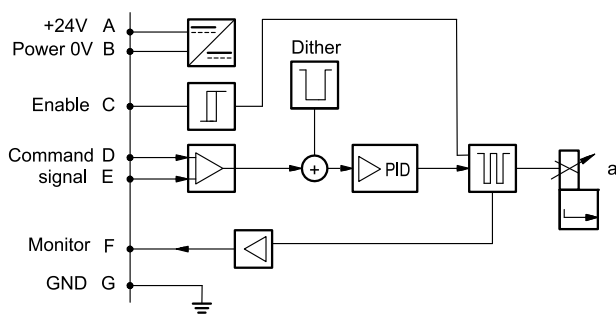 +24V A
Power 0V B
Dither
Enable C
Command D
signal E
+
PID
a
Monitor F
GND G